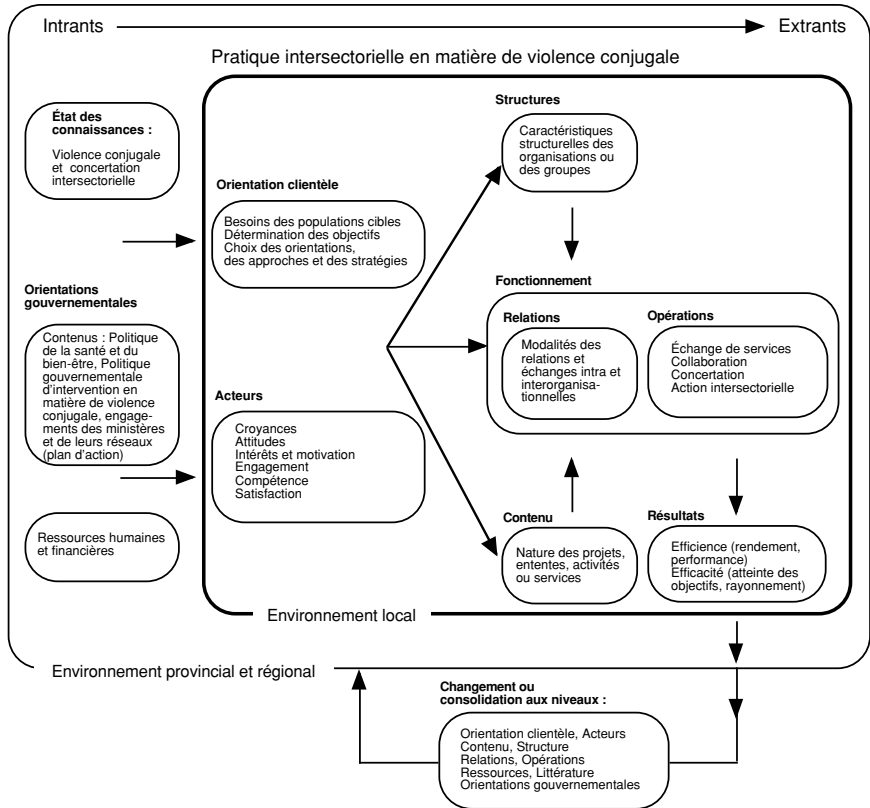 Intrants
Extrants
Pratique intersectorielle en matière de violence conjugale
État des
connaissances :
Violence conjugale
et concertation
intersectorielle
Orientations
gouvernementales
Contenus : Politique
de la santé et du
bien-être, Politique
gouvernementale
d'intervention en
matière de violence
conjugale, engage-
ments des ministères
et de leurs réseaux
(plan d'action)
Ressources humaines
et financières
Orientation clientèle
Besoins des populations cibles
Détermination des objectifs
Choix des orientations,
des approches et des stratégies
Acteurs
Croyances
Attitudes
Intérêts et motivation
Engagement
Compétence
Satisfaction
Structures
Caractéristiques
structurelles des
organisations ou
des groupes
Fonctionnement
Relations
Modalités des
relations et
échanges intra et
interorganisa-
tionnelles
Opérations
Échange de services
Collaboration
Concertation
Action intersectorielle
Contenu
Nature des projets,
ententes, activités
ou services
Résultats
Efficience (rendement,
performance)
Efficacité (atteinte des
objectifs, rayonnement)
Environnement local
Environnement provincial et régional
Changement ou
consolidation aux niveaux :
Orientation clientèle, Acteurs
Contenu, Structure
Relations, Opérations
Ressources, Littérature
Orientations gouvernementales